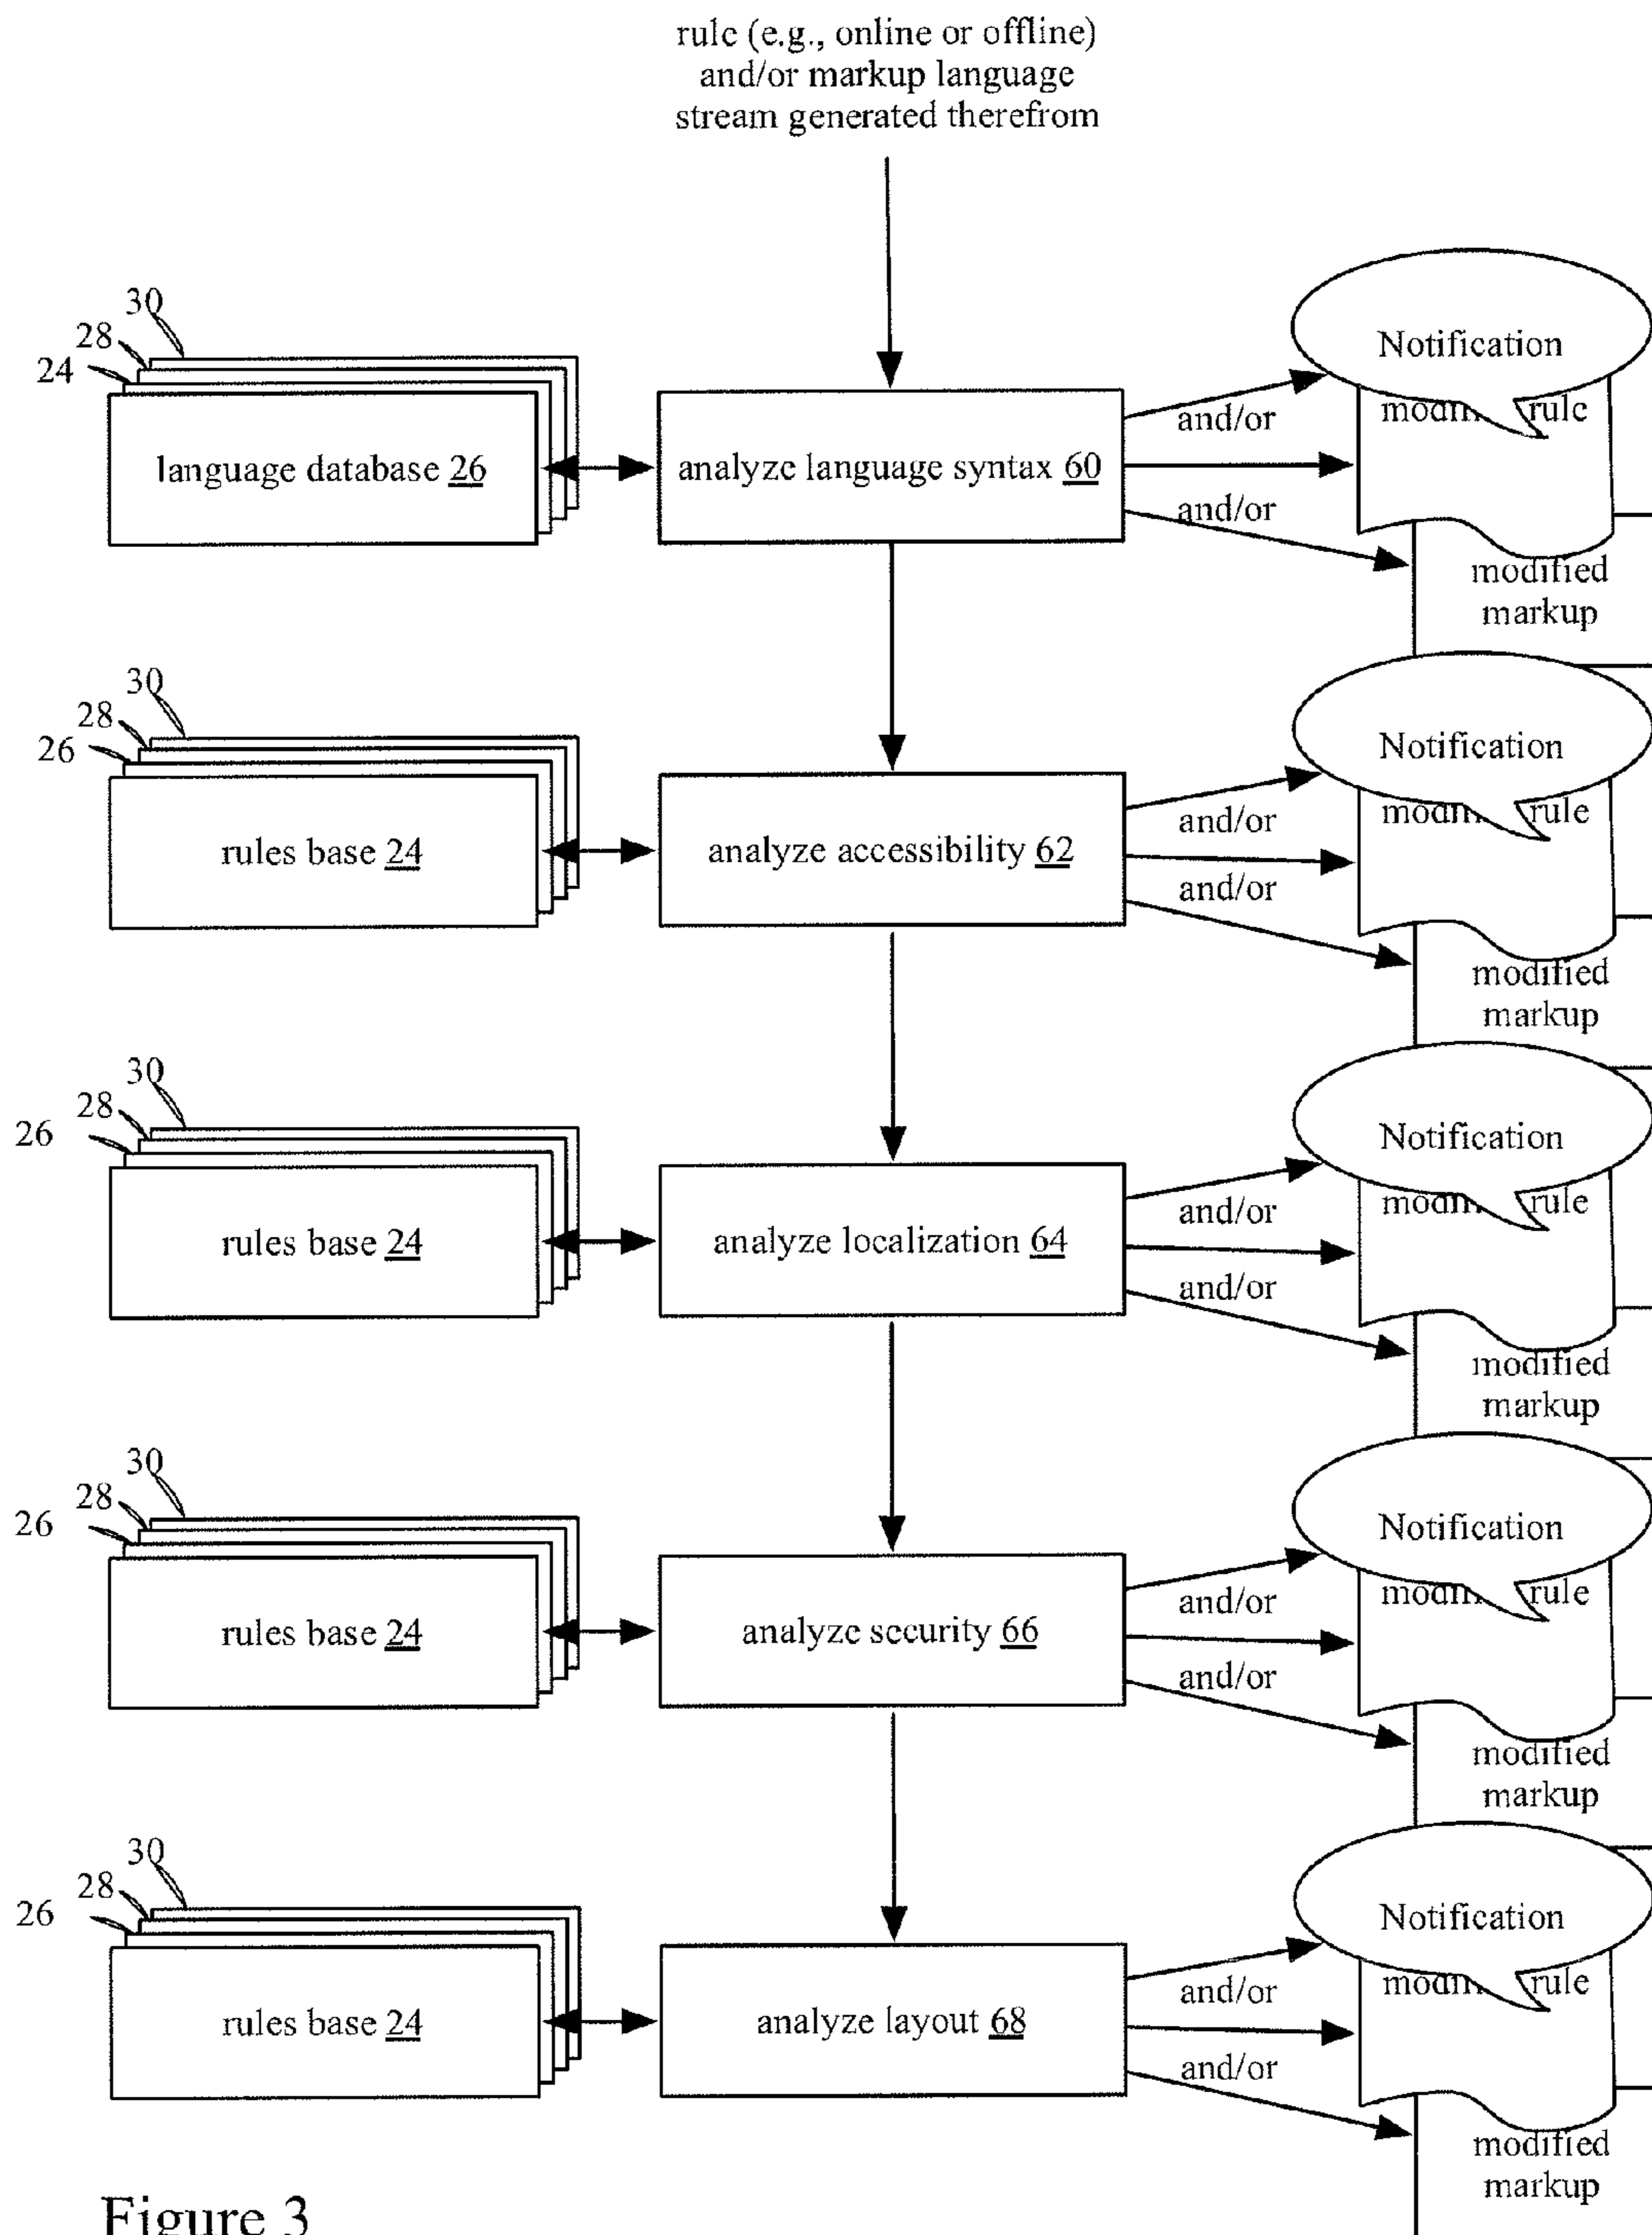 rule (e.g., online or offline)
and/or markup language
stream generated therefrom
30
28
24
language database 26
analyze language syntax 60
and/or
and/or
Notification
rule
modified
markup
30
28
26
rules base 24
analyze accessibility 62
and/or
and/or
Notification
rule
modified
markup
30
28
26
rules base 24
analyze localization 64
and/or
and/or
Notification
rule
modified
markup
30
28
26
rules base 24
analyze security 66
and/or
and/or
Notification
rule
modified
markup
30
28
26
rules base 24
analyze layout 68
and/or
and/or
Notification
rule
modified
markup
Figure 3